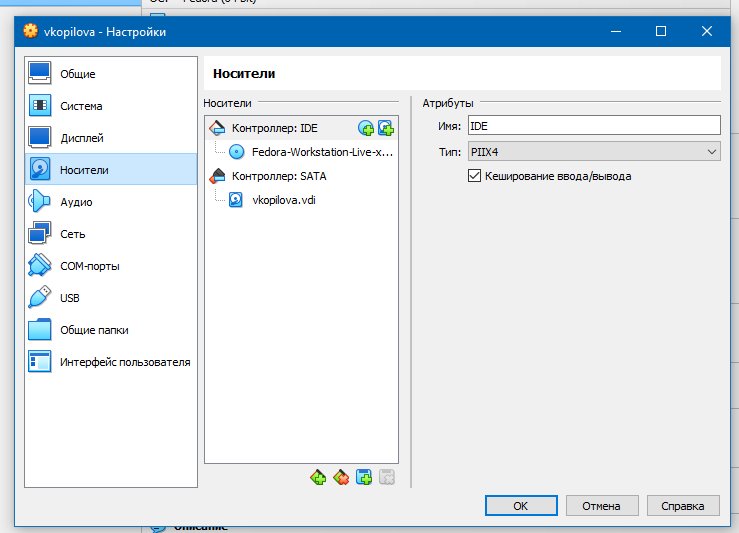 vkopilova - Настройки
Общие
Система
Дисплей
Носители
Аудио
Сеть
COM-порты
USB
Общие папки
Интерфейс пользователя
Носители
Носители
Контроллер: IDE
Fedora-Workstation-Live-x...
Контроллер: SATA
vkopilova.vdi
Атрибуты
Имя: IDE
Тип: PIIX4
Кеширование ввода/вывода
OK Отмена Справка